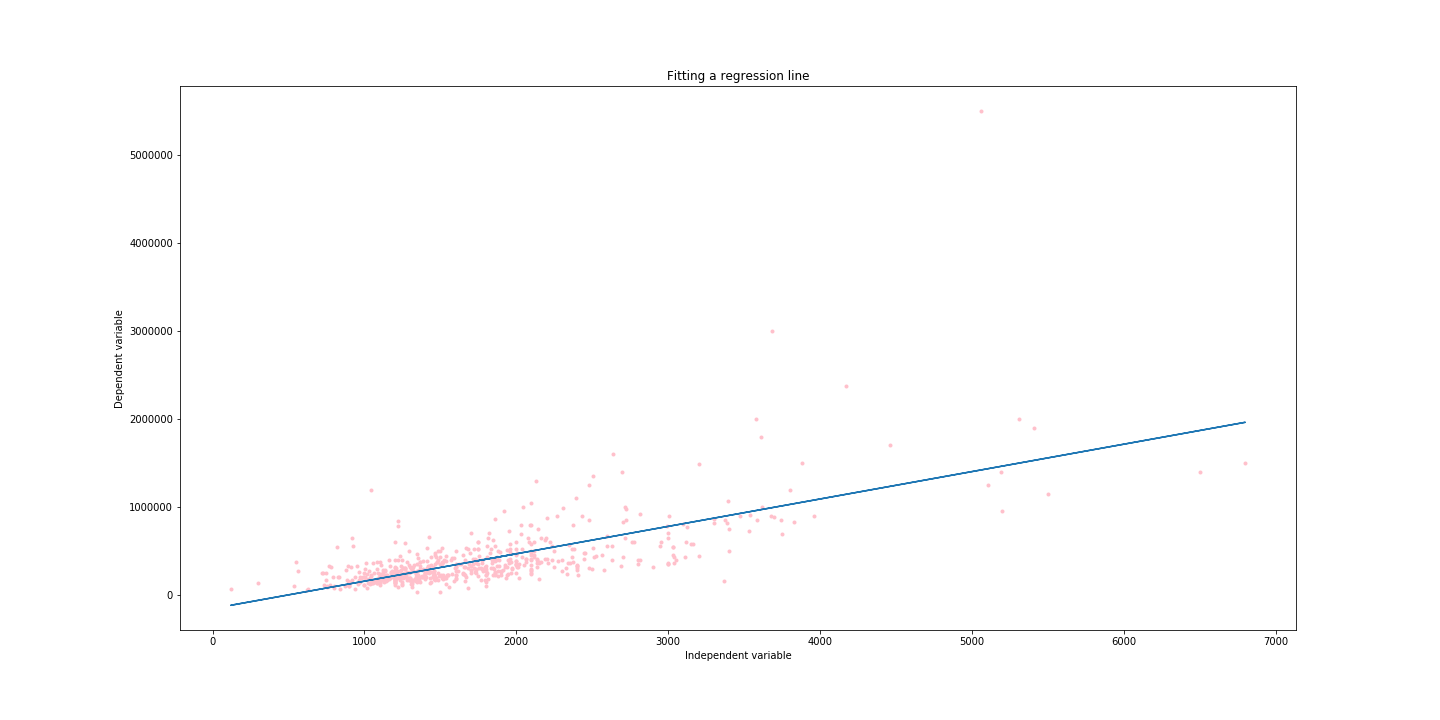 Fitting a regression line
5000000
4000000
3000000
2000000
1000000
0
Dependent variable
0 1000 2000 3000 4000 5000 6000 7000
Independent variable